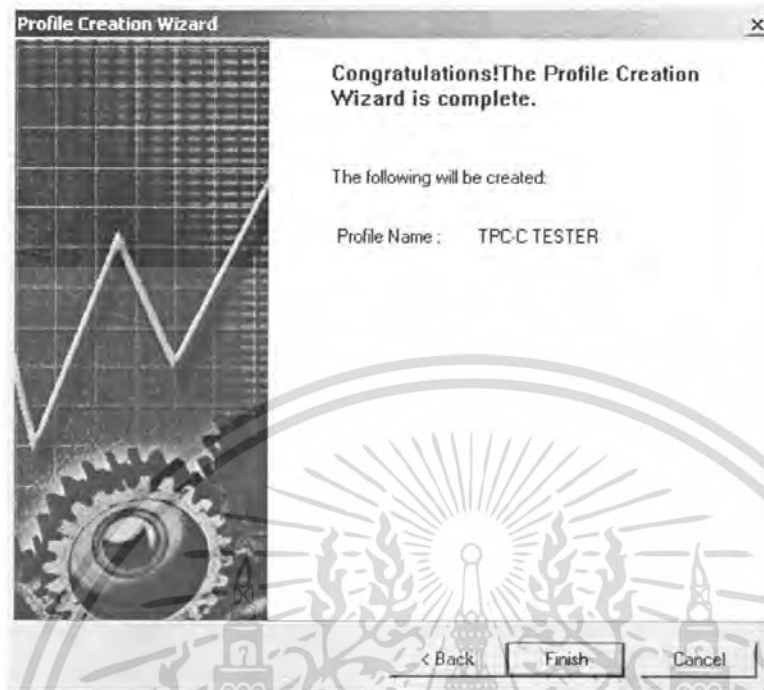 Profile Creation Wizard
Congratulations!The Profile Creation
Wizard is complete.
The following will be created:
Profile Name : TPC-C TESTER
< Back Finish Cancel